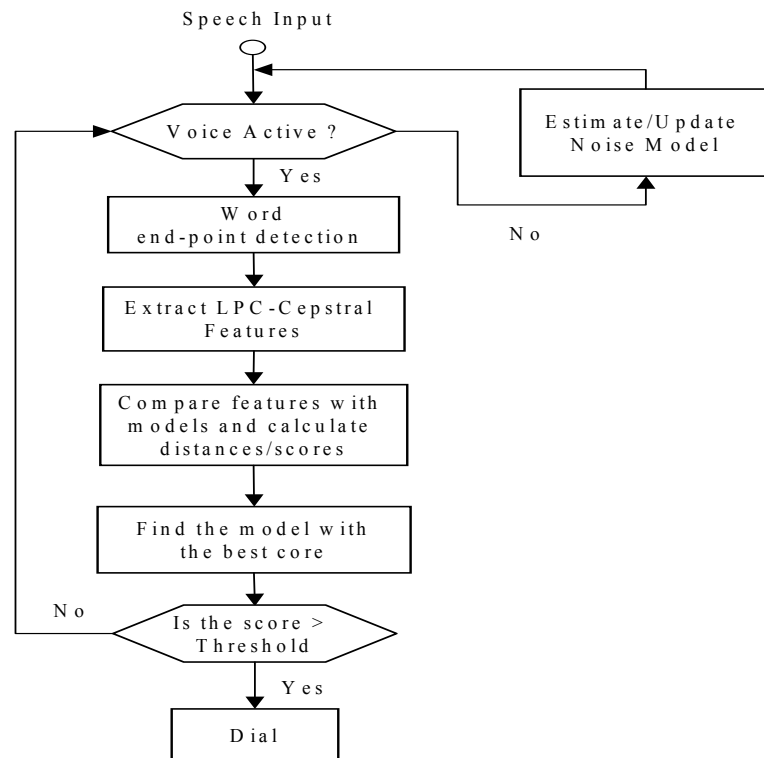 Speech Input
Voice Active ?
Estimate/Update
Noise Model
Yes
No
Word
end-point detection
Extract LPC-Cepstral
Features
Compare features with
models and calculate
distances/scores
Find the model with
the best core
No
Is the score >
Threshold
Yes
Dial